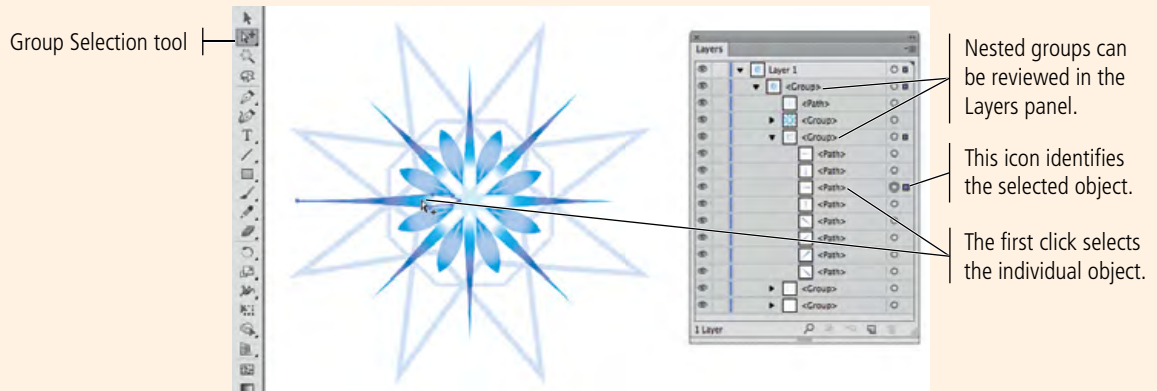 Group Selection tool
Layers
Layer 1
<Group>
<Path>
<Group>
<Group>
<Path>
<Path>
<Path>
<Path>
<Path>
<Path>
<Path>
<Path>
<Group>
<Group>
1 Layer
Nested groups can
be reviewed in the
Layers panel.
This icon identifies
the selected object.
The first click selects
the individual object.